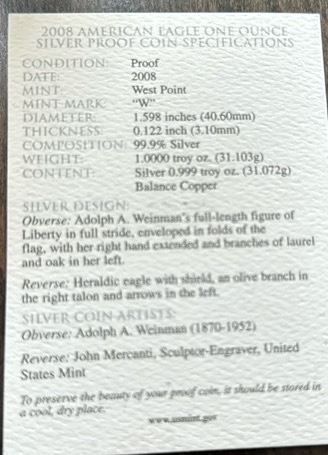 2008 AMERICAN EAGLE ONE OUNCE
SILVER PROOF COIN SPECIFICATIONS
CONDITION: Proof
DATE: 2008
MINT: West Point
MINT MARK: “W”
DIAMETER: 1.598 inches (40.60mm)
THICKNESS: 0.122 inch (3.10mm)
COMPOSITION: 99.9% Silver
WEIGHT: 1.0000 troy oz. (31.103g)
CONTENT: Silver 0.999 troy oz. (31.072g)
Balance Copper
SILVER DESIGN:
Obverse: Adolph A. Weinman's full-length figure of
Liberty in full stride, enveloped in folds of the
flag, with her right hand extended and branches of laurel
and oak in her left.
Reverse: Heraldic eagle with shield, an olive branch in
the right talon and arrows in the left.
SILVER COIN ARTISTS:
Obverse: Adolph A. Weinman (1870-1952)
Reverse: John Mercanti, Sculptor-Engraver, United
States Mint
To preserve the beauty of your proof coin, it should be stored in
a cool, dry place.
www.usmint.gov